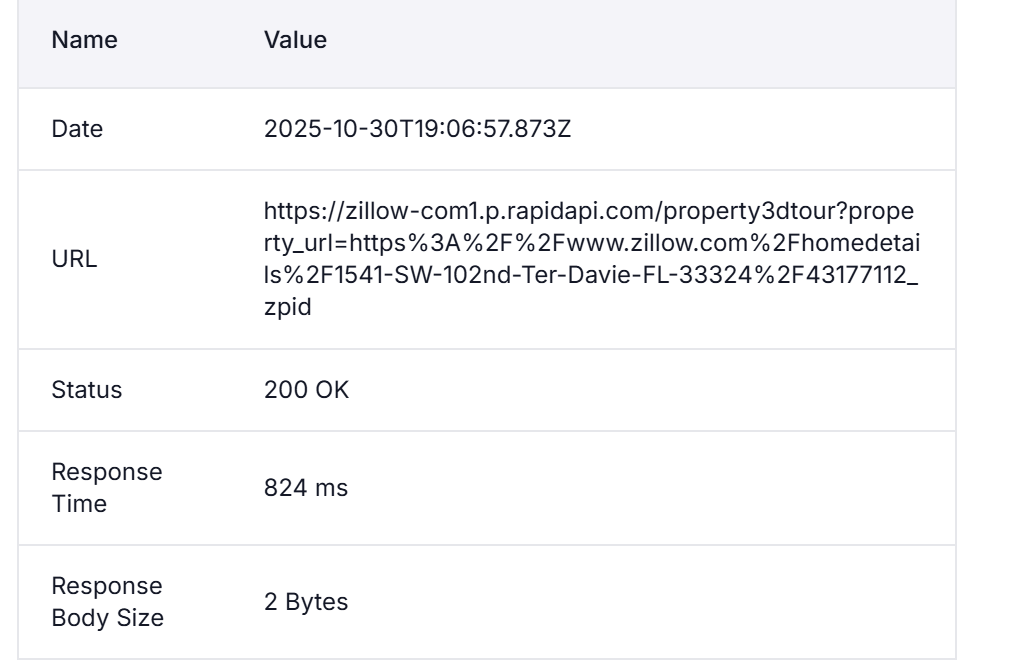 Name Value
Date 2025-10-30T19:06:57.873Z
https://zillow-com1.p.rapidapi.com/property3dtour?prope
rty_url=https%3A%2F%2Fwww.zillow.com%2Fhomedetai
URL
ls%2F1541-SW-102nd-Ter-Davie-FL-33324%2F43177112_
zpid
Status 200 OK
Response
Time
824 ms
Response
Body Size
2 Bytes